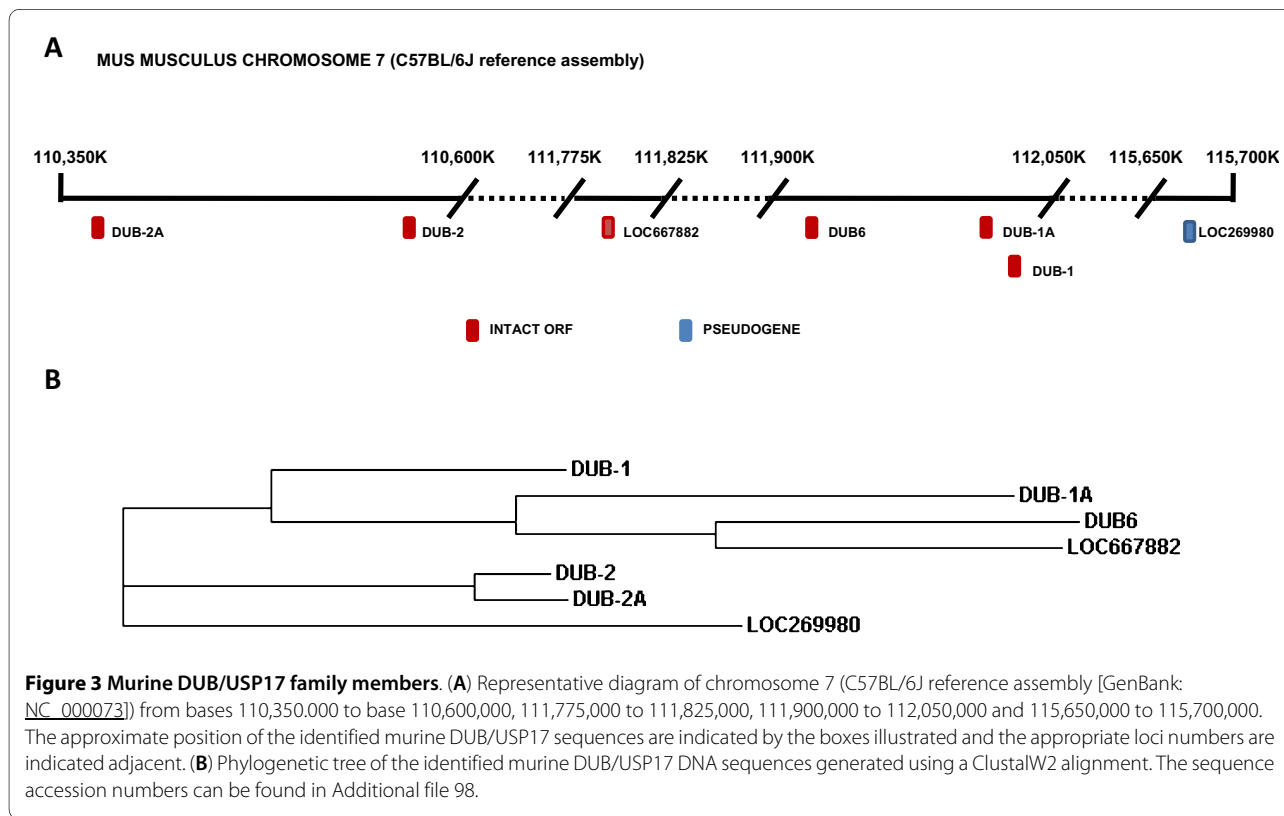 A
MUS MUSCULUS CHROMOSOME 7 (C57BL/6J reference assembly)
110,350K 110,600K 111,775K 111,825K 111,900K 112,050K 115,650K 115,700K
DUB-2A DUB-2 LOC667882 DUB6 DUB-1A LOC269980
DUB-1
INTACT ORF PSEUDOGENE
B
DUB-1
DUB-1A
DUB6
LOC667882
DUB-2
DUB-2A
LOC269980
Figure 3 Murine DUB/USP17 family members. (A) Representative diagram of chromosome 7 (C57BL/6J reference assembly [GenBank:
NC_000073]) from bases 110,350.000 to base 110,600,000, 111,775,000 to 111,825,000, 111,900,000 to 112,050,000 and 115,650,000 to 115,700,000.
The approximate position of the identified murine DUB/USP17 sequences are indicated by the boxes illustrated and the appropriate loci numbers are
indicated adjacent. (B) Phylogenetic tree of the identified murine DUB/USP17 DNA sequences generated using a ClustalW2 alignment. The sequence
accession numbers can be found in Additional file 98.